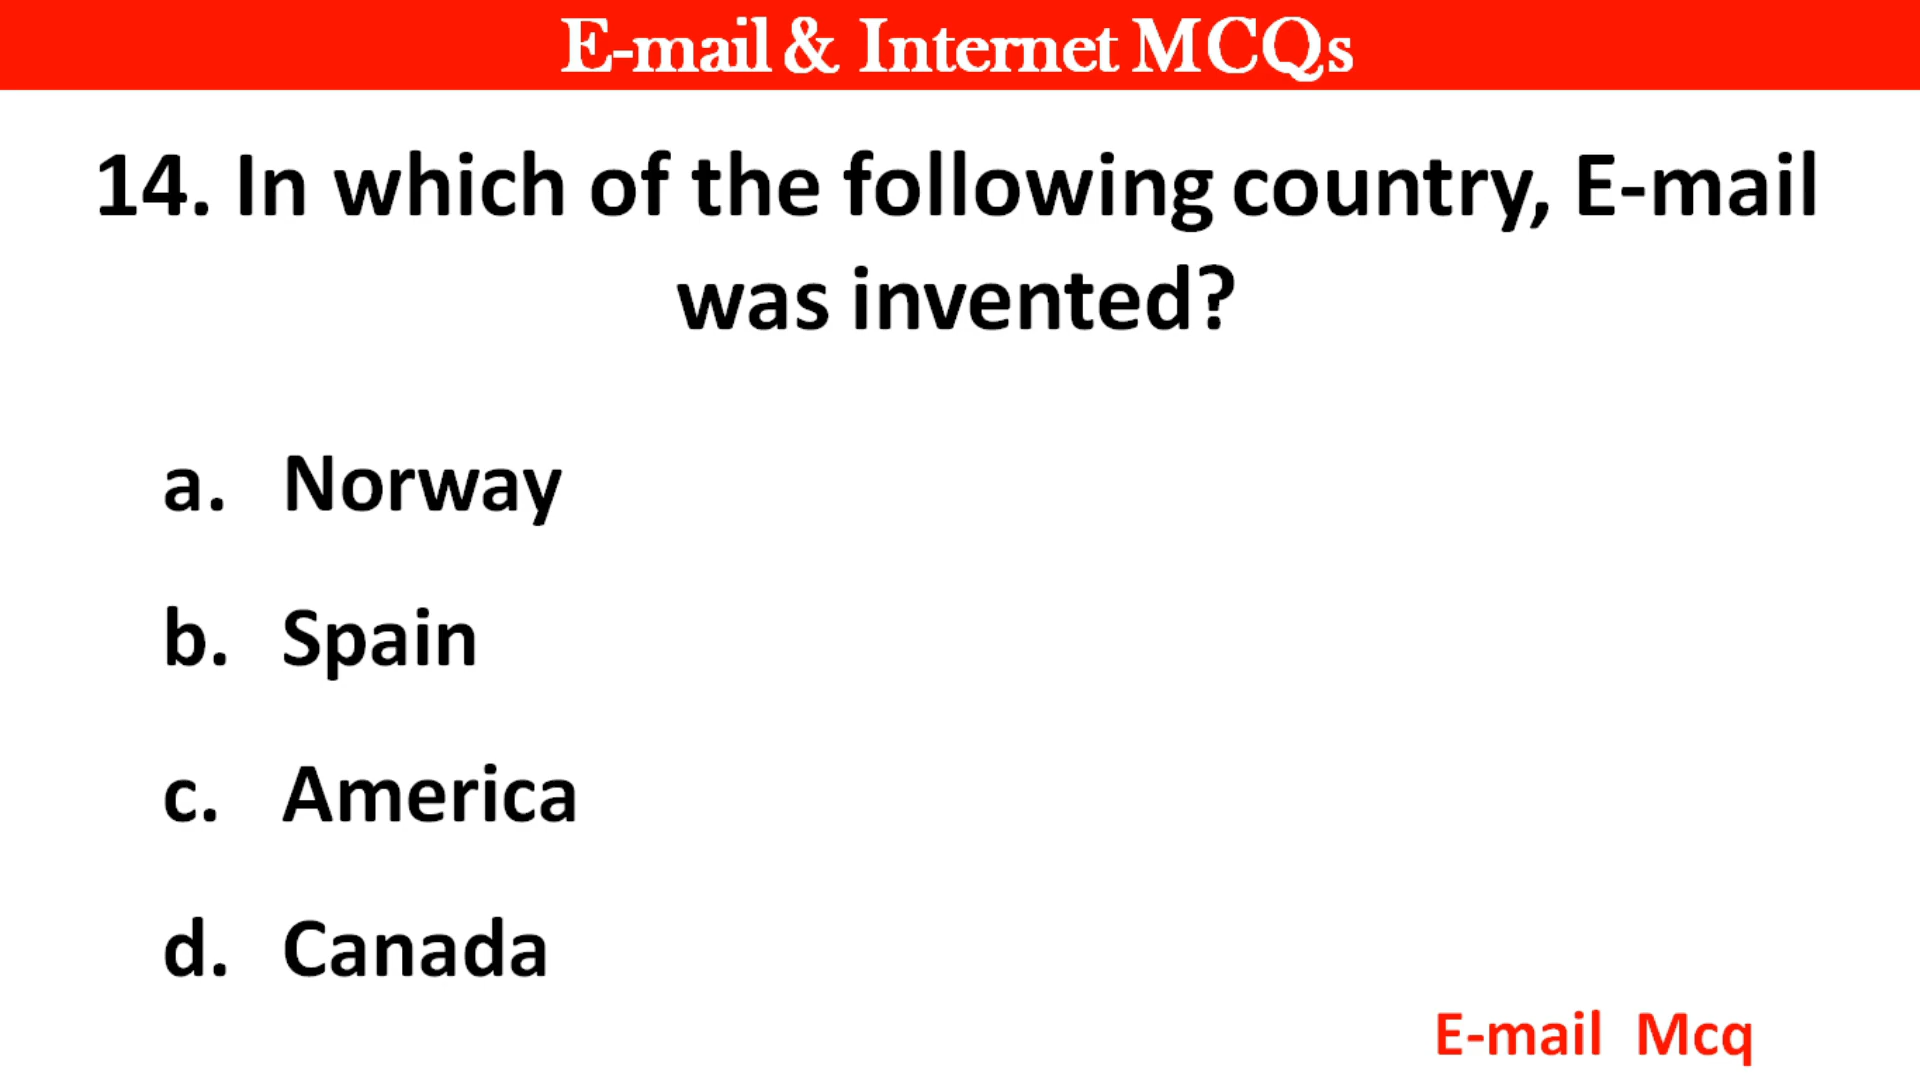 E-mail & Internet MCQs
14. In which of the following country, E-mail
was invented?
a. Norway
b. Spain
c. America
d. Canada
E-mail Mcq